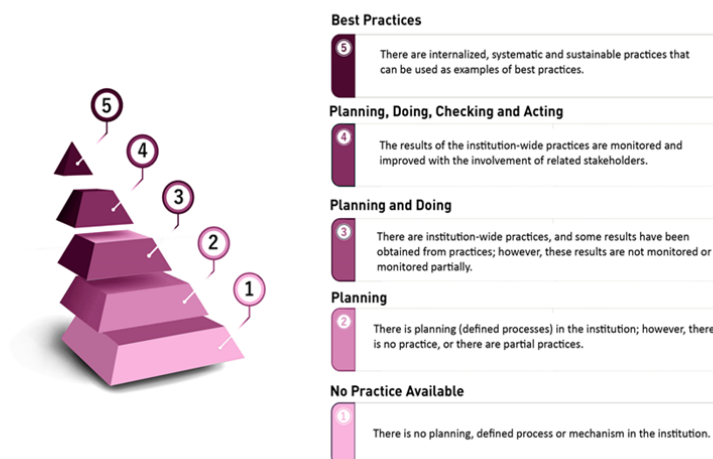 5
4
3
2
1
Best Practices
5
There are internalized, systematic and sustainable practices that
can be used as examples of best practices.
Planning, Doing, Checking and Acting
4
The results of the institution-wide practices are monitored and
improved with the involvement of related stakeholders.
Planning and Doing
3
There are institution-wide practices, and some results have been
obtained from practices; however, these results are not monitored or
monitored partially.
Planning
2
There is planning (defined processes) in the institution; however, there
is no practice, or there are partial practices.
No Practice Available
1
There is no planning, defined process or mechanism in the institution.